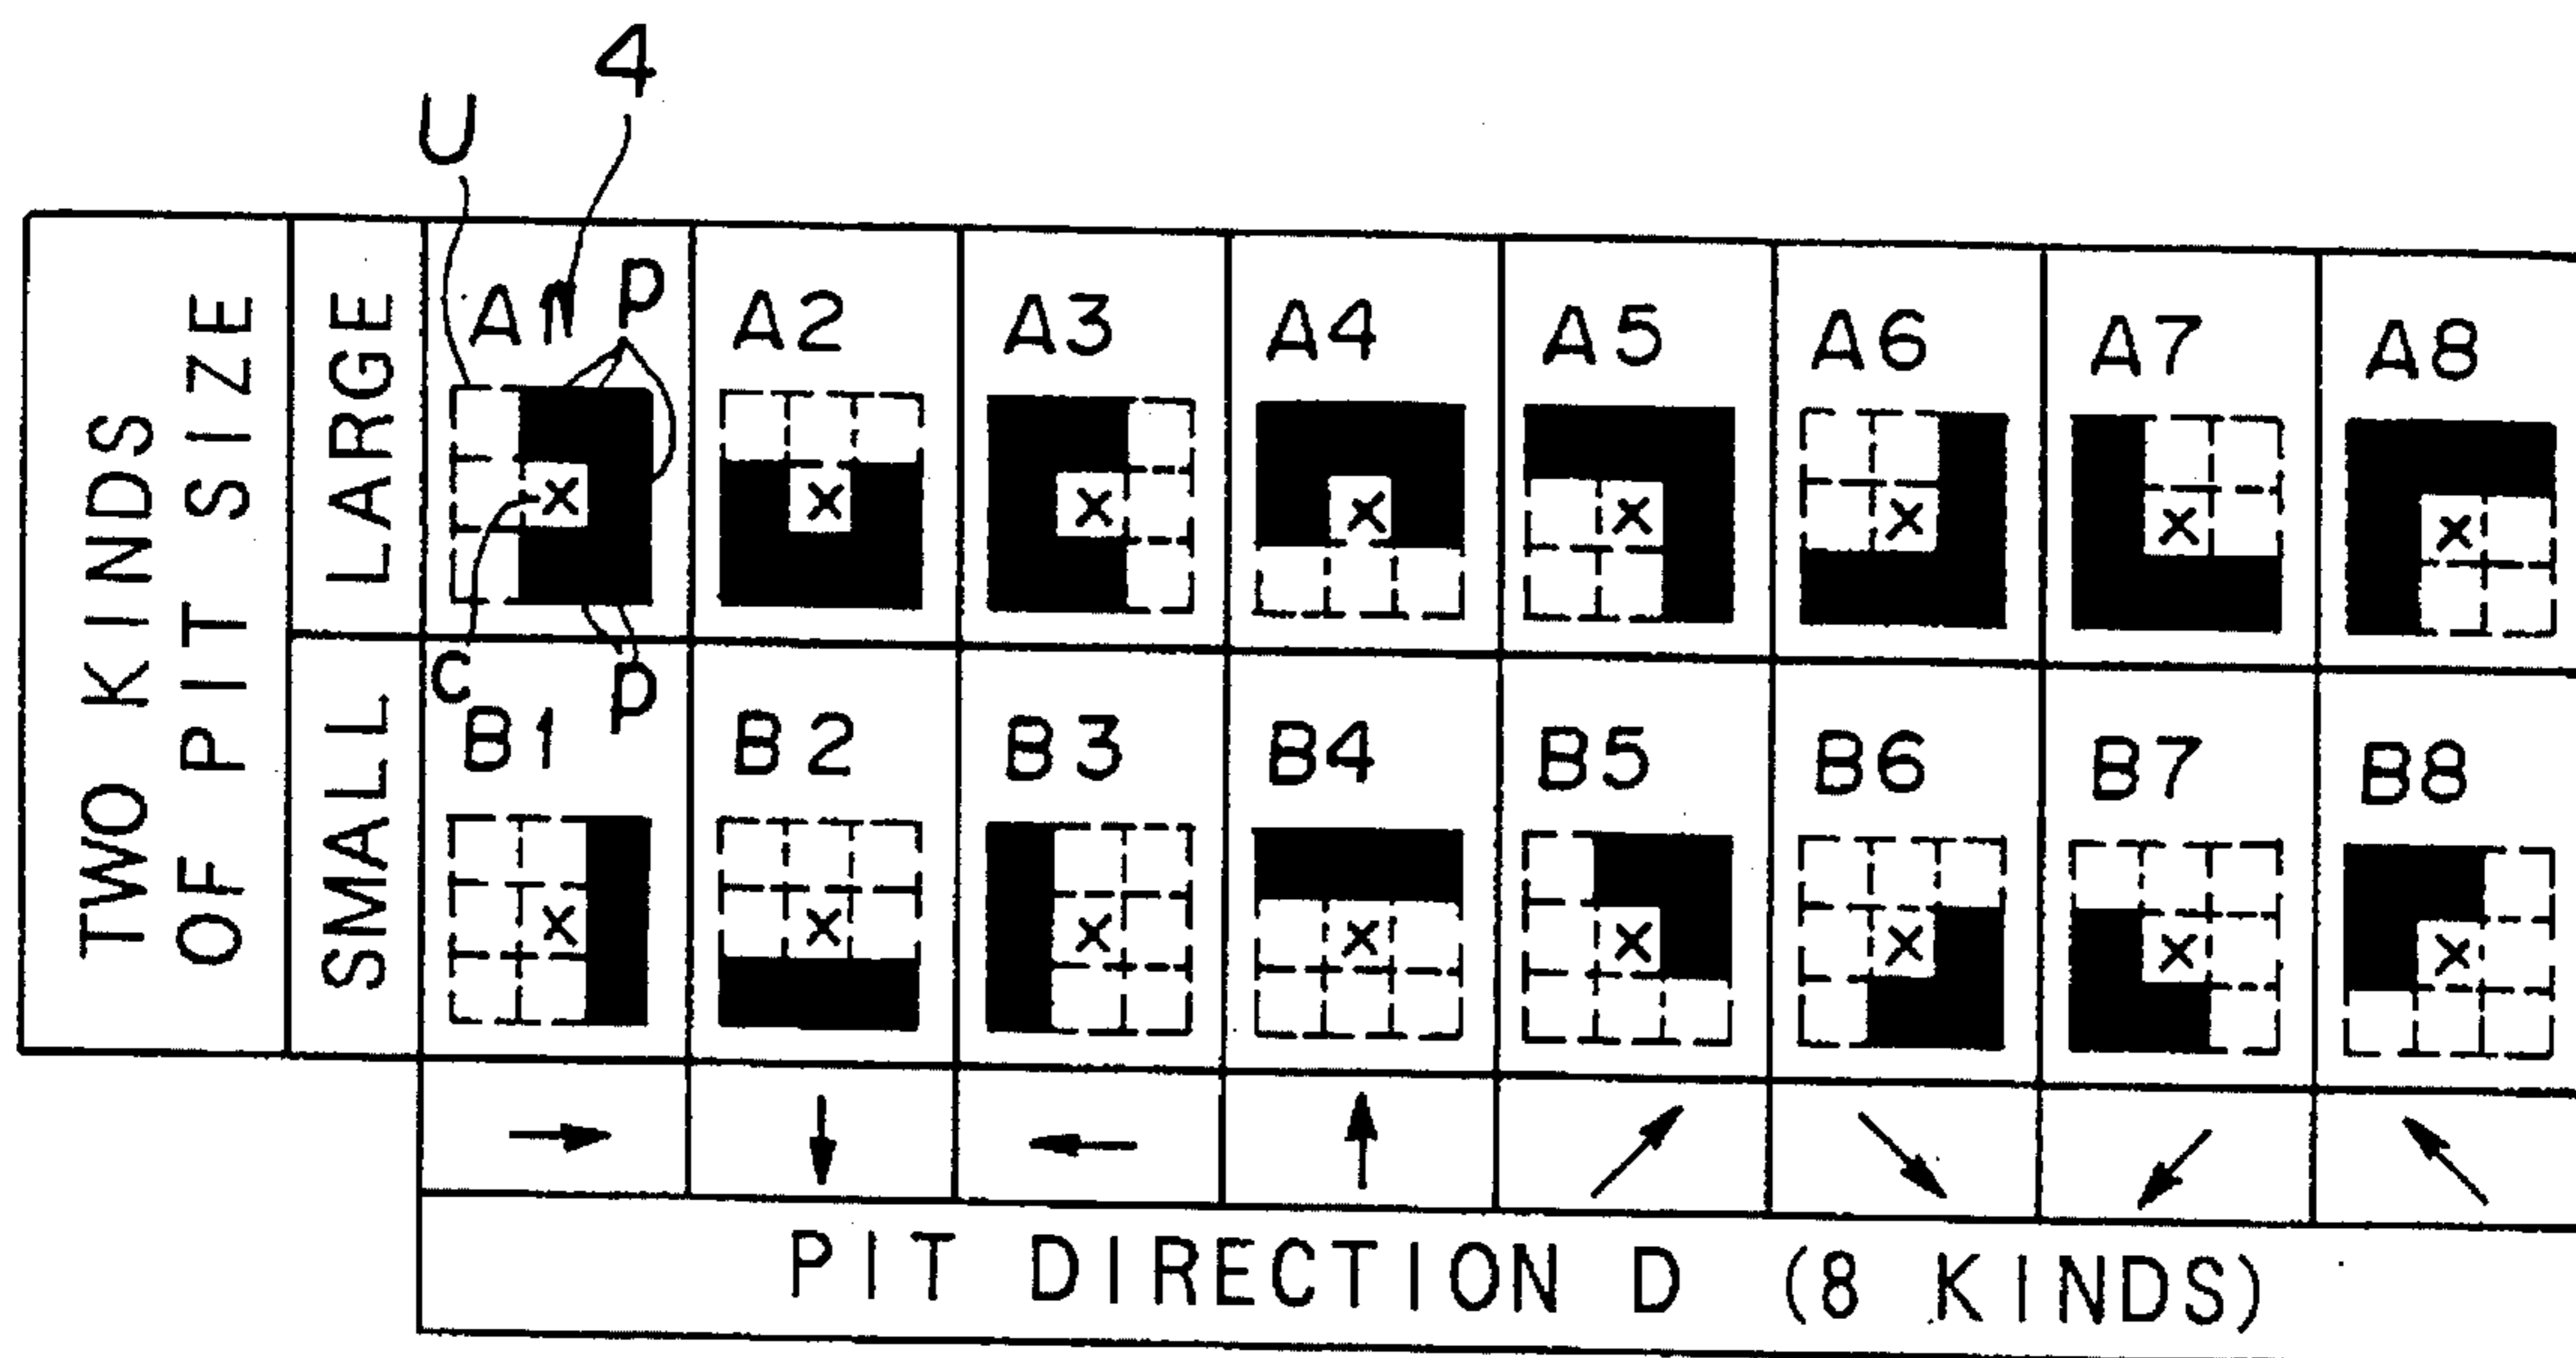 4
U
TWO KINDS
OF PIT SIZE
LARGE
A1 P A2 A3 A4 A5 A6 A7 A8
× × × × × × × ×
C P
SMALL
B1 B2 B3 B4 B5 B6 B7 B8
× × × × × × × ×
→ ↓ ← ↑ ↗ ↘ ↙ ↖
PIT DIRECTION D (8 KINDS)